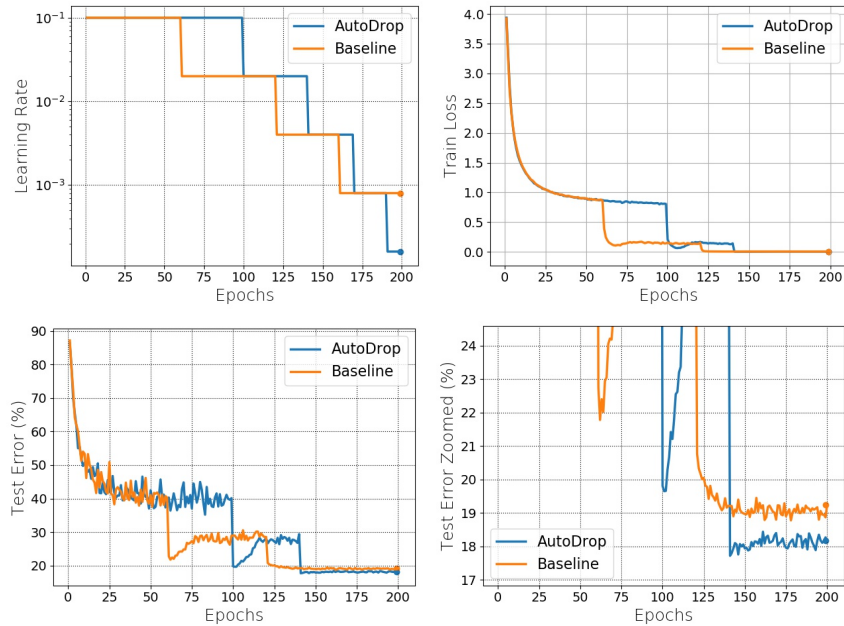 AutoDrop
Baseline
10⁻¹
10⁻²
10⁻³
Learning Rate
0 25 50 75 100 125 150 175 200
Epochs
AutoDrop
Baseline
4.0
3.5
3.0
2.5
2.0
1.5
1.0
0.5
0.0
Train Loss
0 25 50 75 100 125 150 175 200
Epochs
AutoDrop
Baseline
90
80
70
60
50
40
30
20
Test Error (%)
0 25 50 75 100 125 150 175 200
Epochs
24
23
22
21
20
19
18
17
Test Error Zoomed (%)
AutoDrop
Baseline
0 25 50 75 100 125 150 175 200
Epochs